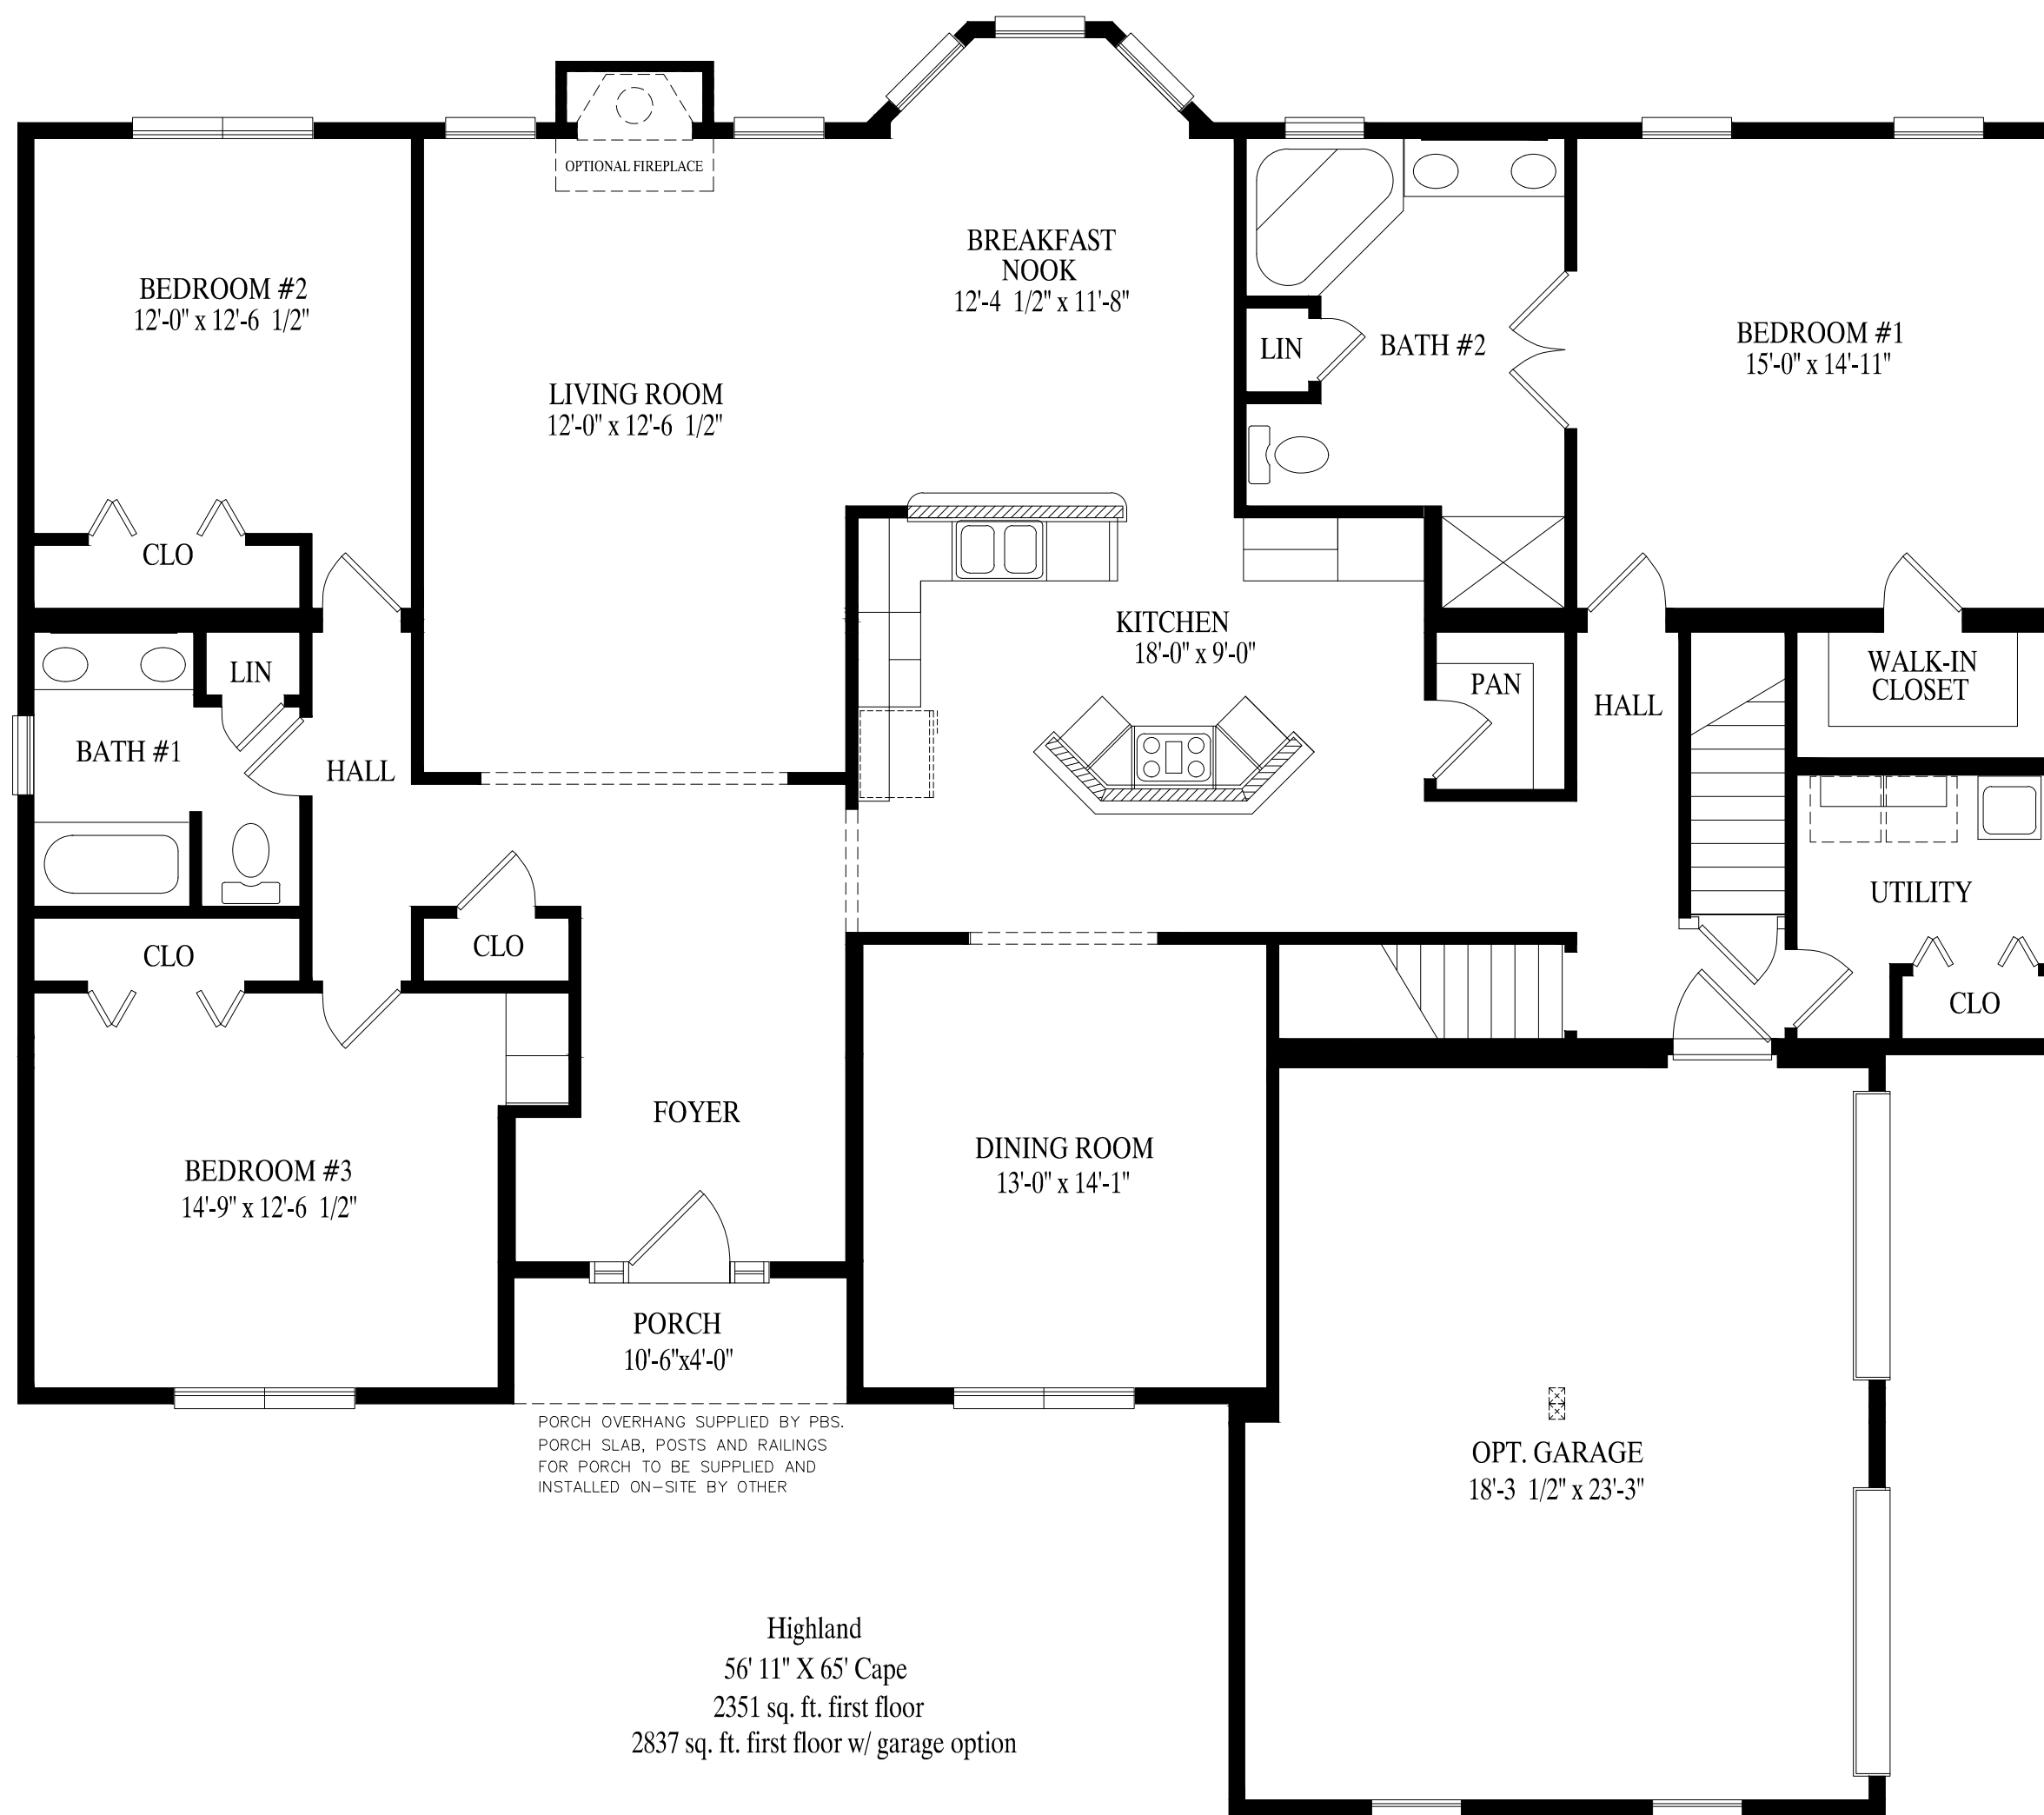 OPTIONAL FIREPLACE
BREAKFAST
NOOK
12'-4 1/2" x 11'-8"
BEDROOM #2
12'-0" x 12'-6 1/2"
LIVING ROOM
12'-0" x 12'-6 1/2"
LIN
BATH #2
BEDROOM #1
15'-0" x 14'-11"
CLO
KITCHEN
18'-0" x 9'-0"
LIN
PAN
HALL
WALK-IN
CLOSET
BATH #1
HALL
UTILITY
CLO
CLO
CLO
FOYER
DINING ROOM
13'-0" x 14'-1"
BEDROOM #3
14'-9" x 12'-6 1/2"
PORCH
10'-6"x4'-0"
PORCH OVERHANG SUPPLIED BY PBS.
PORCH SLAB, POSTS AND RAILINGS
FOR PORCH TO BE SUPPLIED AND
INSTALLED ON-SITE BY OTHER
OPT. GARAGE
18'-3 1/2" x 23'-3"
Highland
56' 11" X 65' Cape
2351 sq. ft. first floor
2837 sq. ft. first floor w/ garage option